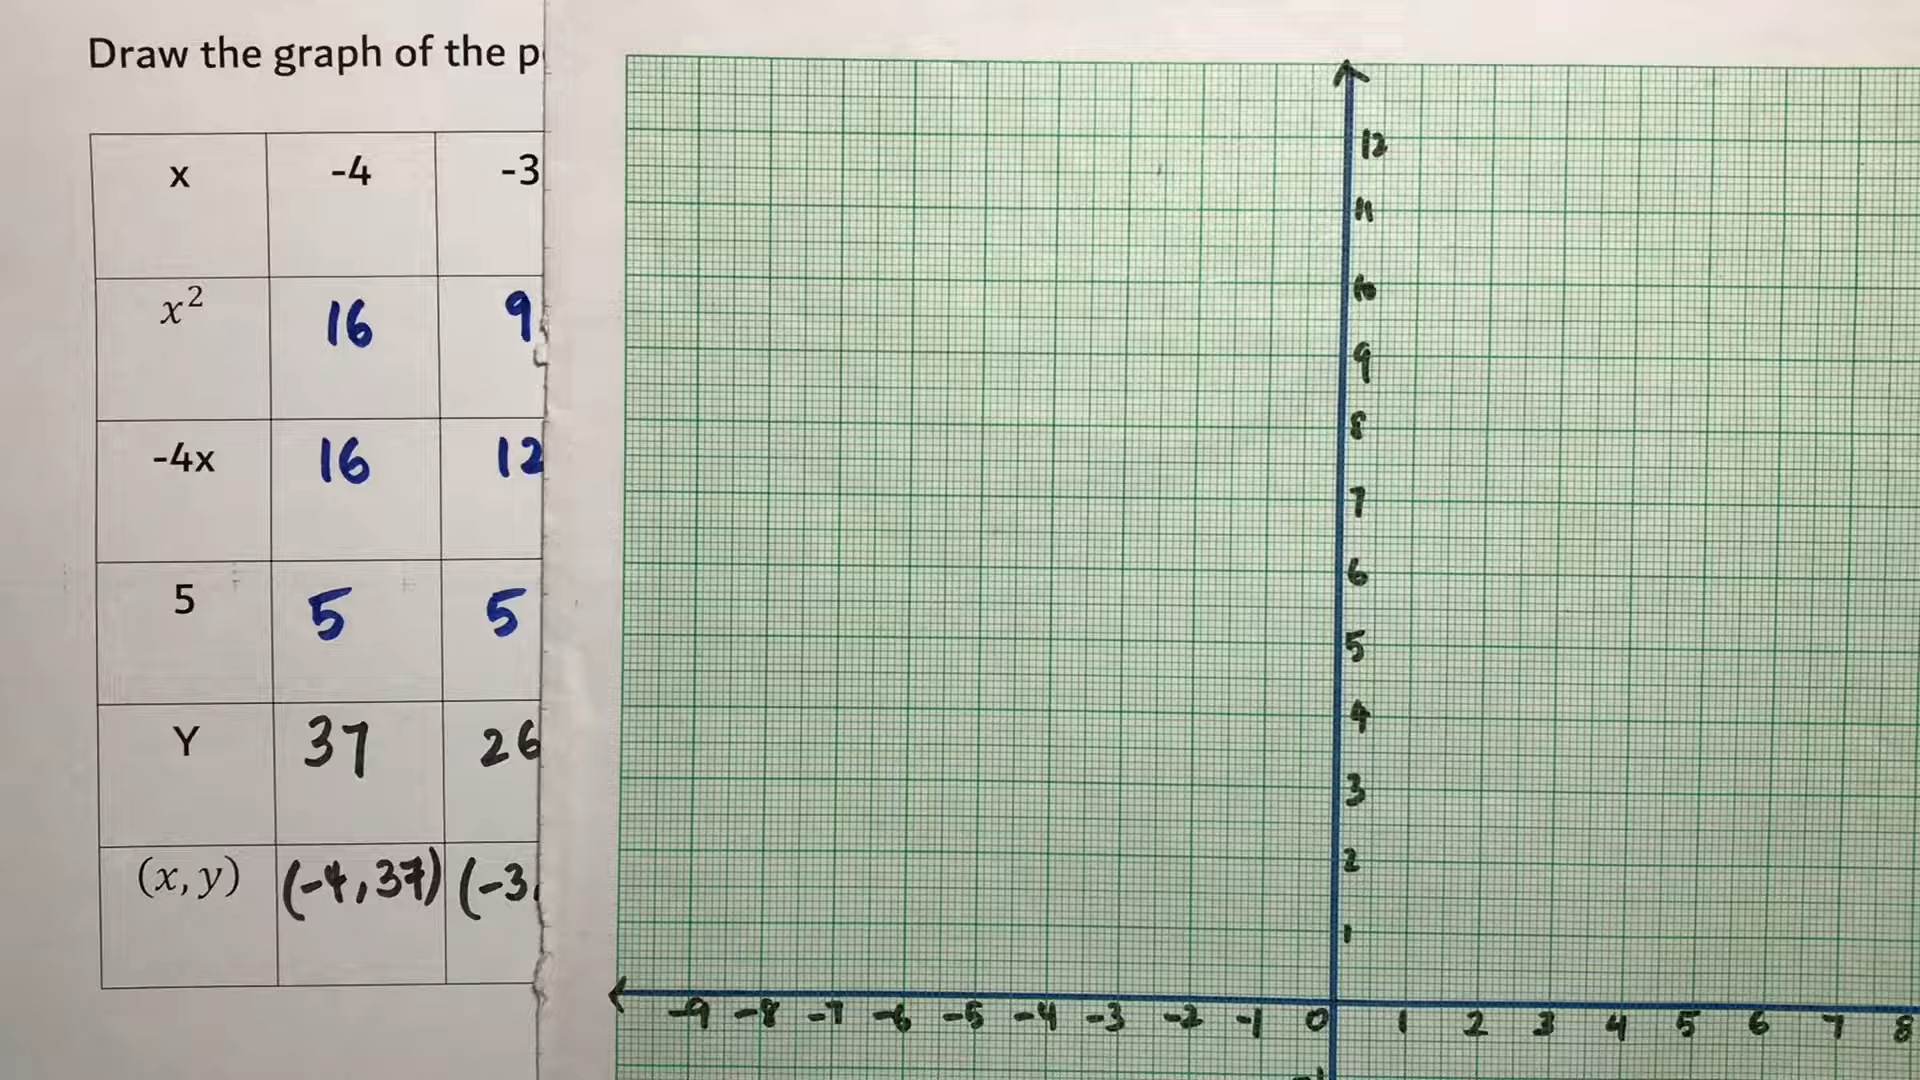 Draw the graph of the p
x -4 -3
x² 16 9
-4x 16 12
5 5 5
Y 37 26
(x, y) (-4, 37) (-3,
12
11
10
9
8
7
6
5
4
3
2
1
-9 -8 -7 -6 -5 -4 -3 -2 -1 0 1 2 3 4 5 6 7 8